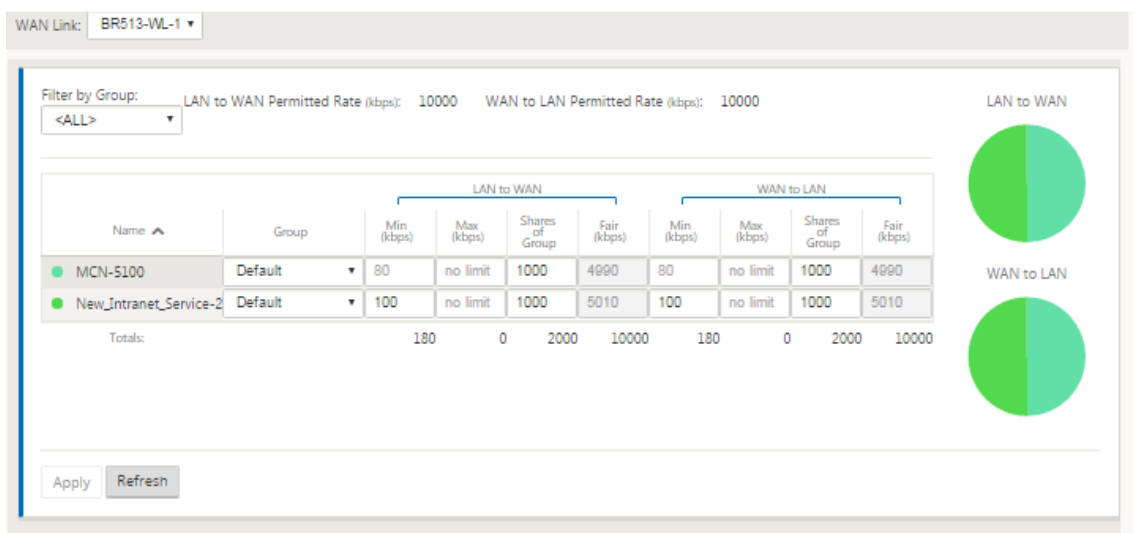 WAN Link: BR513-WL-1
Filter by Group: LAN to WAN Permitted Rate (kbps): 10000 WAN to LAN Permitted Rate (kbps): 10000 LAN to WAN
<ALL>
LAN to WAN WAN to LAN
Name Group Min (kbps) Max (kbps) Shares of Group Fair (kbps) Min (kbps) Max (kbps) Shares of Group Fair (kbps)
MCN-5100 Default 80 no limit 1000 4990 80 no limit 1000 4990
WAN to LAN
New_Intranet_Service-2 Default 100 no limit 1000 5010 100 no limit 1000 5010
Totals: 180 0 2000 10000 180 0 2000 10000
Apply Refresh